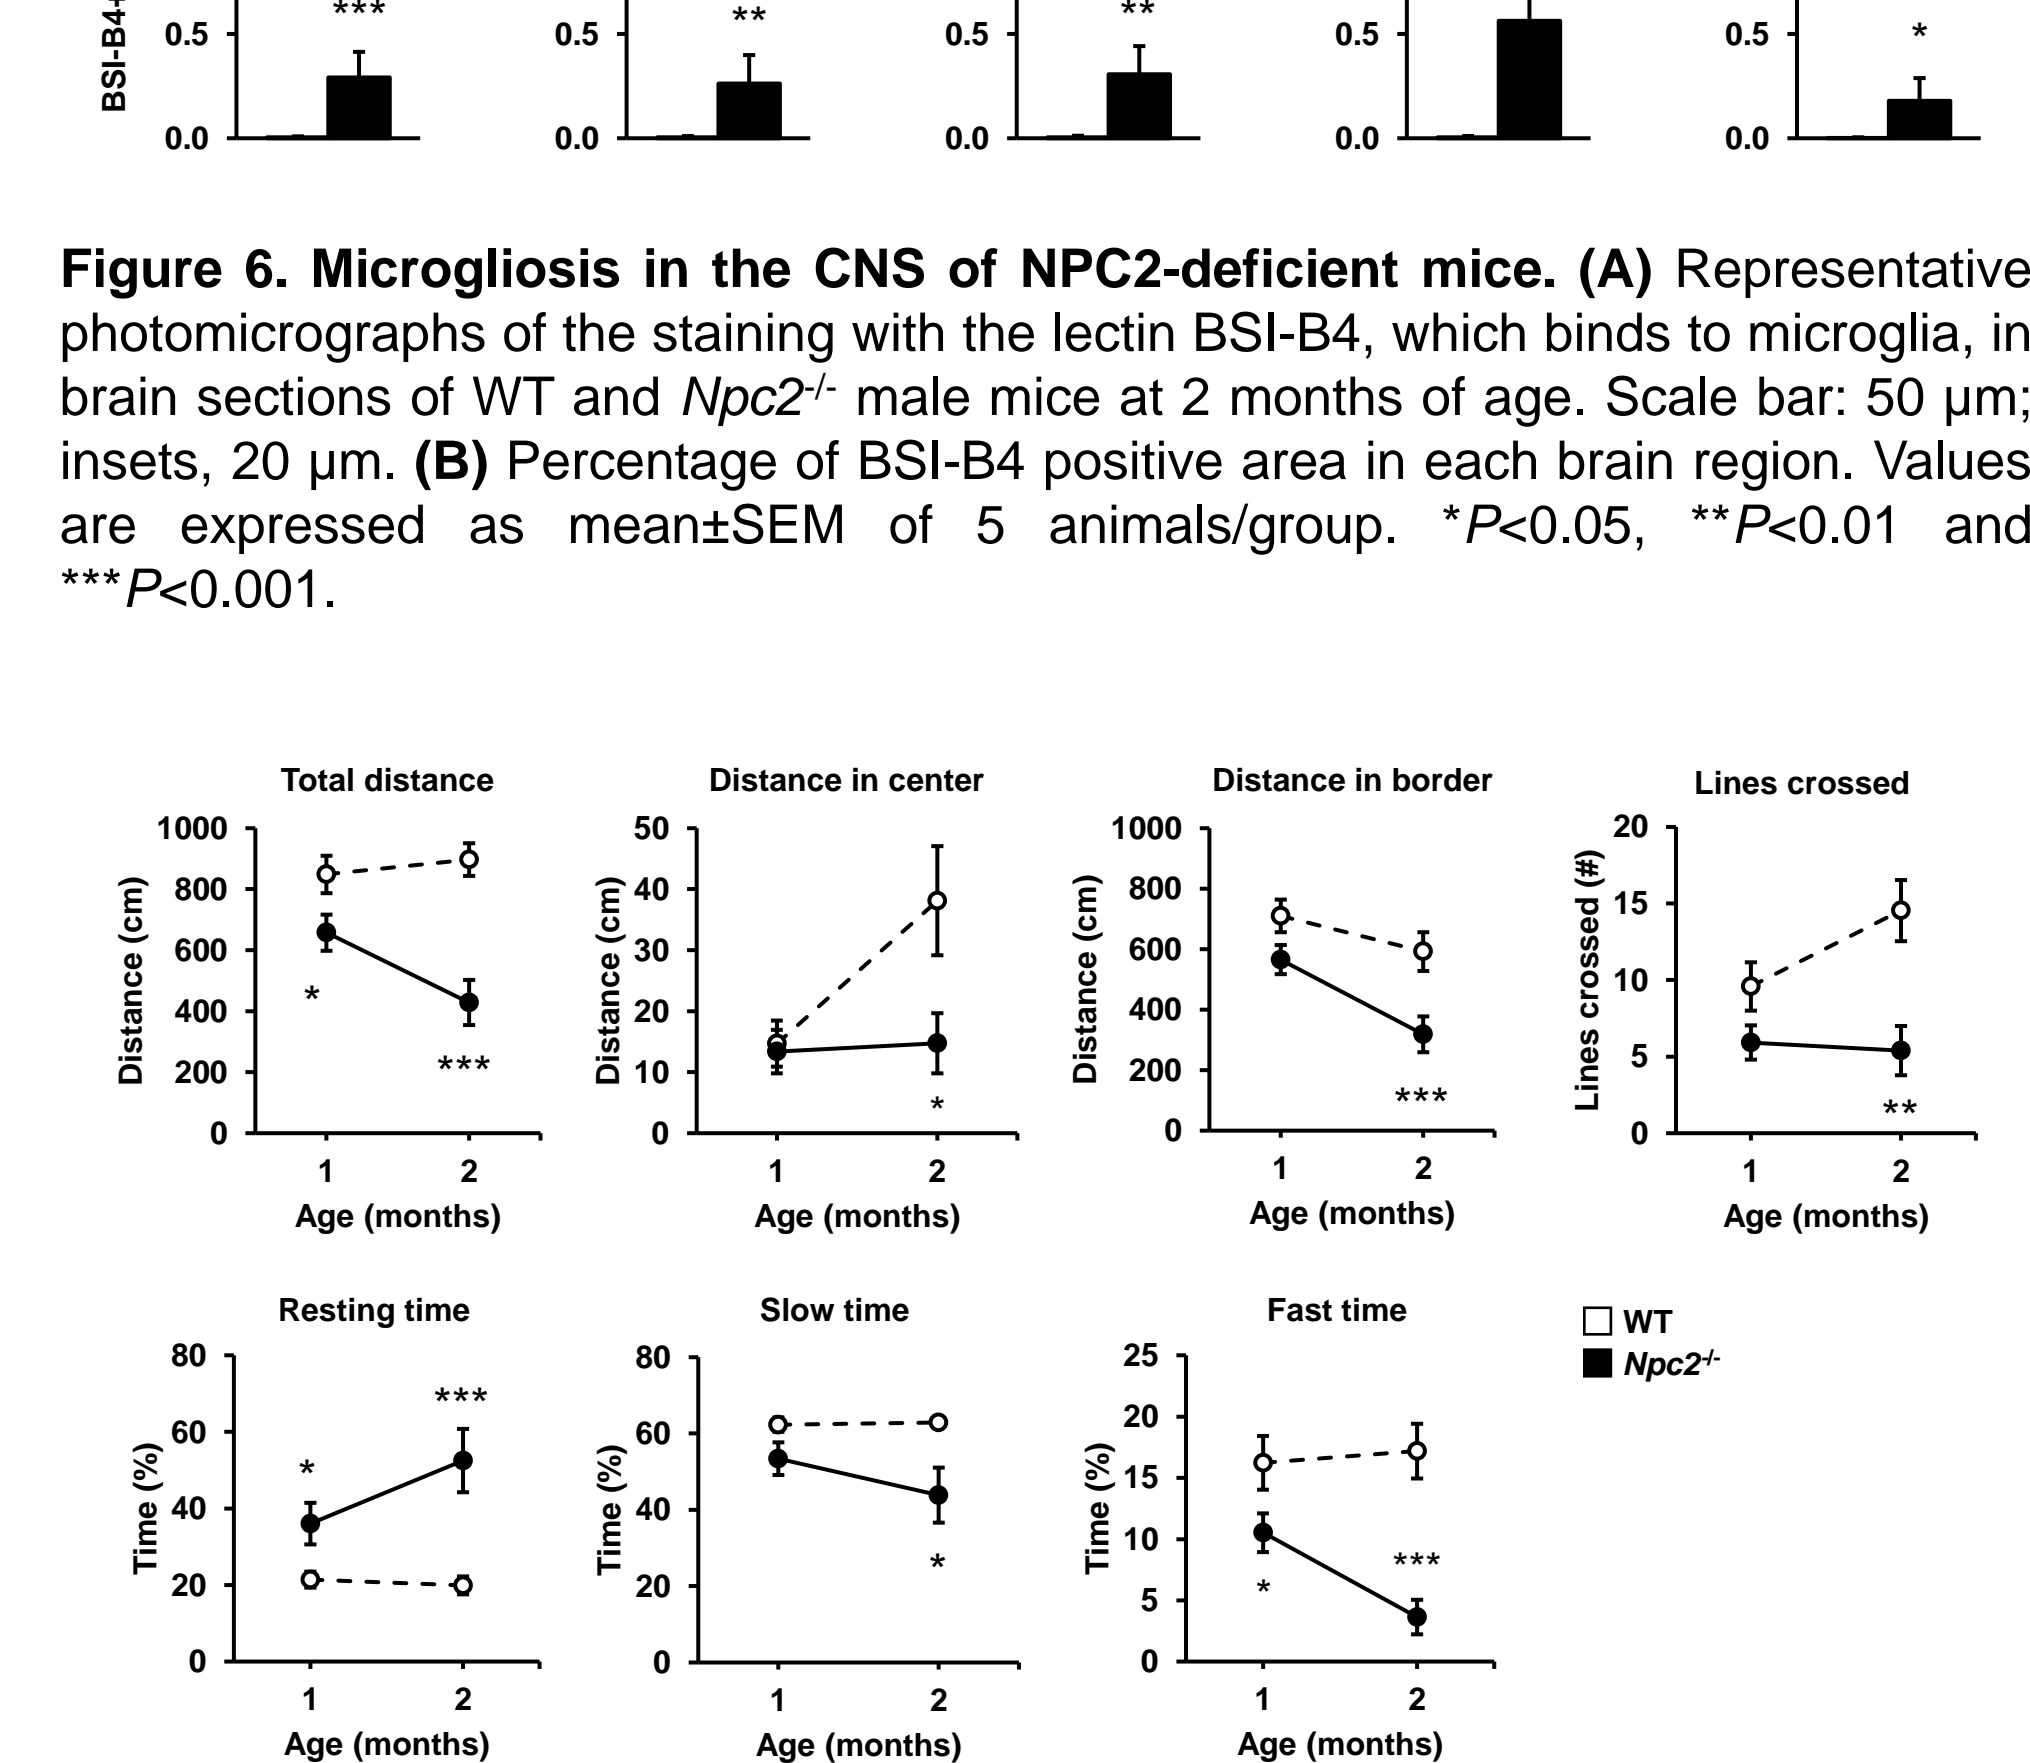 BSI-B4+
***
**
**
*
0.5
0.5
0.5
0.5
0.5
0.0
0.0
0.0
0.0
0.0
Figure 6. Microgliosis in the CNS of NPC2-deficient mice. (A) Representative
photomicrographs of the staining with the lectin BSI-B4, which binds to microglia, in
brain sections of WT and Npc2-/- male mice at 2 months of age. Scale bar: 50 µm;
insets, 20 µm. (B) Percentage of BSI-B4 positive area in each brain region. Values
are expressed as mean±SEM of 5 animals/group. *P<0.05, **P<0.01 and
***P<0.001.
Total distance
Distance (cm)
1000
800
600
400
200
0
*
***
1 2
Age (months)
Distance in center
Distance (cm)
50
40
30
20
10
0
*
1 2
Age (months)
Distance in border
Distance (cm)
1000
800
600
400
200
0
***
1 2
Age (months)
Lines crossed
Lines crossed (#)
20
15
10
5
0
**
1 2
Age (months)
Resting time
Time (%)
80
60
40
20
0
*
***
1 2
Age (months)
Slow time
Time (%)
80
60
40
20
0
*
1 2
Age (months)
Fast time
Time (%)
25
20
15
10
5
0
*
***
1 2
Age (months)
WT
Npc2-/-